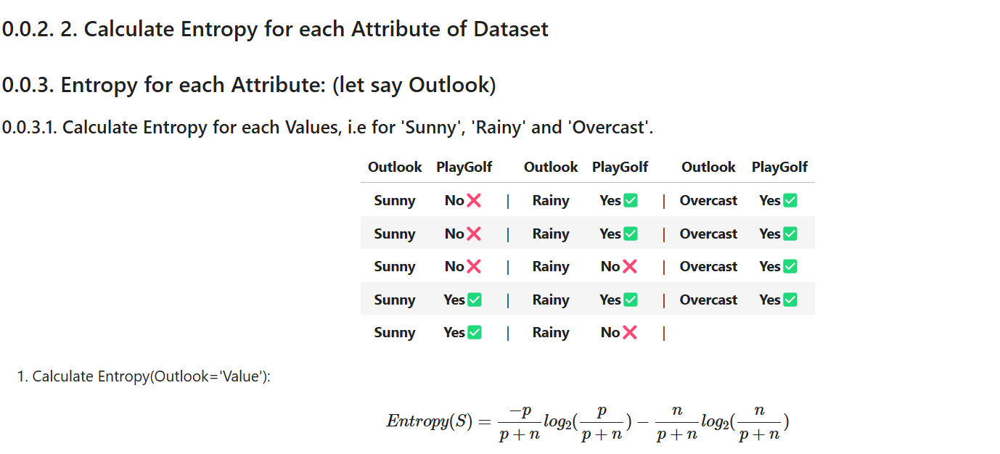 0.0.2. 2. Calculate Entropy for each Attribute of Dataset
0.0.3. Entropy for each Attribute: (let say Outlook)
0.0.3.1. Calculate Entropy for each Values, i.e for 'Sunny', 'Rainy' and 'Overcast'.
Outlook PlayGolf Outlook PlayGolf Outlook PlayGolf
Sunny No❌ | Rainy Yes✅ | Overcast Yes✅
Sunny No❌ | Rainy Yes✅ | Overcast Yes✅
Sunny No❌ | Rainy No❌ | Overcast Yes✅
Sunny Yes✅ | Rainy Yes✅ | Overcast Yes✅
Sunny Yes✅ | Rainy No❌ |
1. Calculate Entropy(Outlook='Value'):
Entropy(S) = \frac{-p}{p+n}log₂(\frac{p}{p+n}) − \frac{n}{p+n}log₂(\frac{n}{p+n})